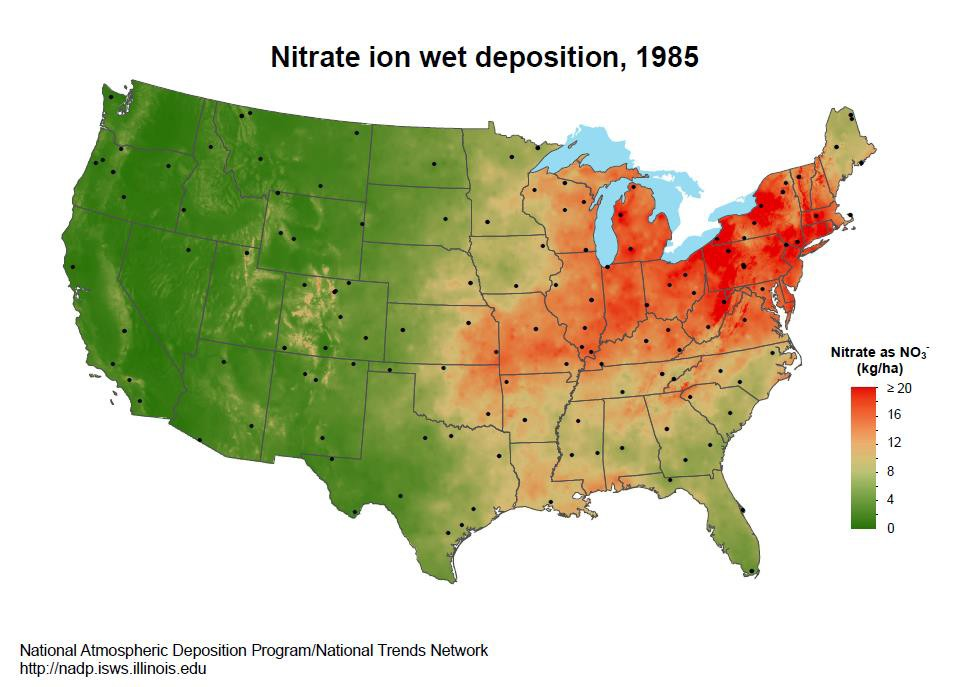 Nitrate ion wet deposition, 1985
Nitrate as NO₃⁻
(kg/ha)
≥ 20
16
12
8
4
0
National Atmospheric Deposition Program/National Trends Network
http://nadp.isws.illinois.edu